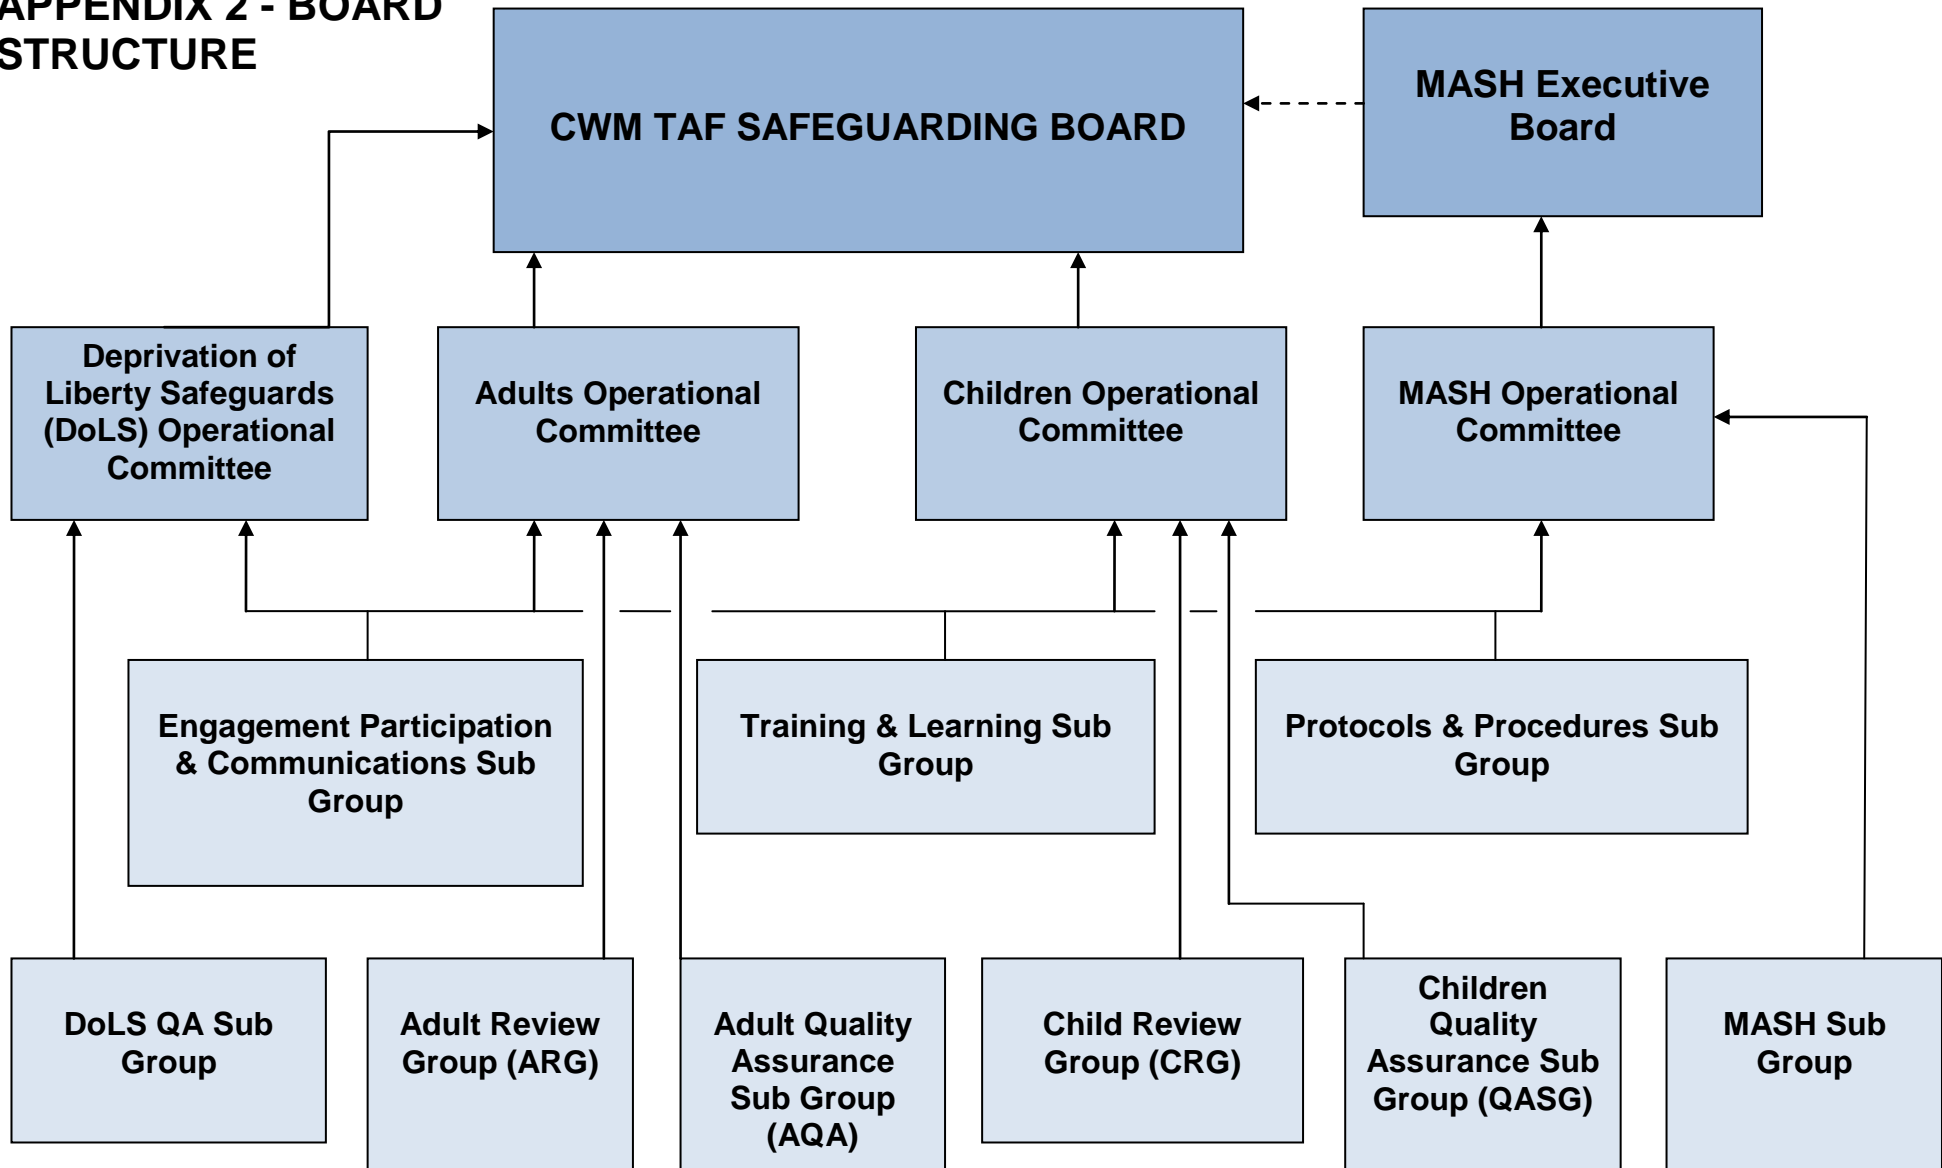 APPENDIX 2 - BOARD
STRUCTURE
CWM TAF SAFEGUARDING BOARD
MASH Executive
Board
Deprivation of
Liberty Safeguards
(DoLS) Operational
Committee
Adults Operational
Committee
Children Operational
Committee
MASH Operational
Committee
Engagement Participation
& Communications Sub
Group
Training & Learning Sub
Group
Protocols & Procedures Sub
Group
DoLS QA Sub
Group
Adult Review
Group (ARG)
Adult Quality
Assurance
Sub Group
(AQA)
Child Review
Group (CRG)
Children
Quality
Assurance Sub
Group (QASG)
MASH Sub
Group